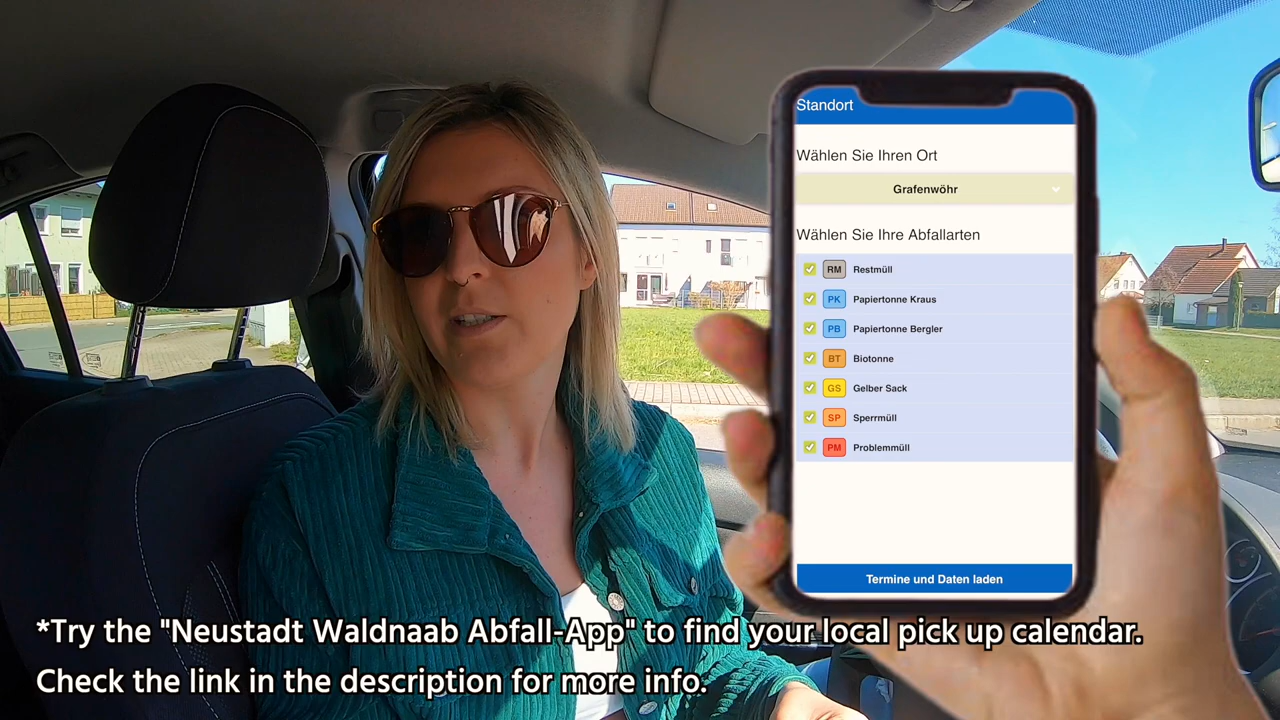 Standort
Wählen Sie Ihren Ort
Grafenwöhr
Wählen Sie Ihre Abfallarten
RM Restmüll
PK Papiertonne Kraus
PB Papiertonne Bergler
BT Biotonne
GS Gelber Sack
SP Sperrmüll
PM Problemmüll
Termine und Daten laden
*Try the "Neustadt Waldnaab Abfall-App" to find your local pick up calendar.
Check the link in the description for more info.